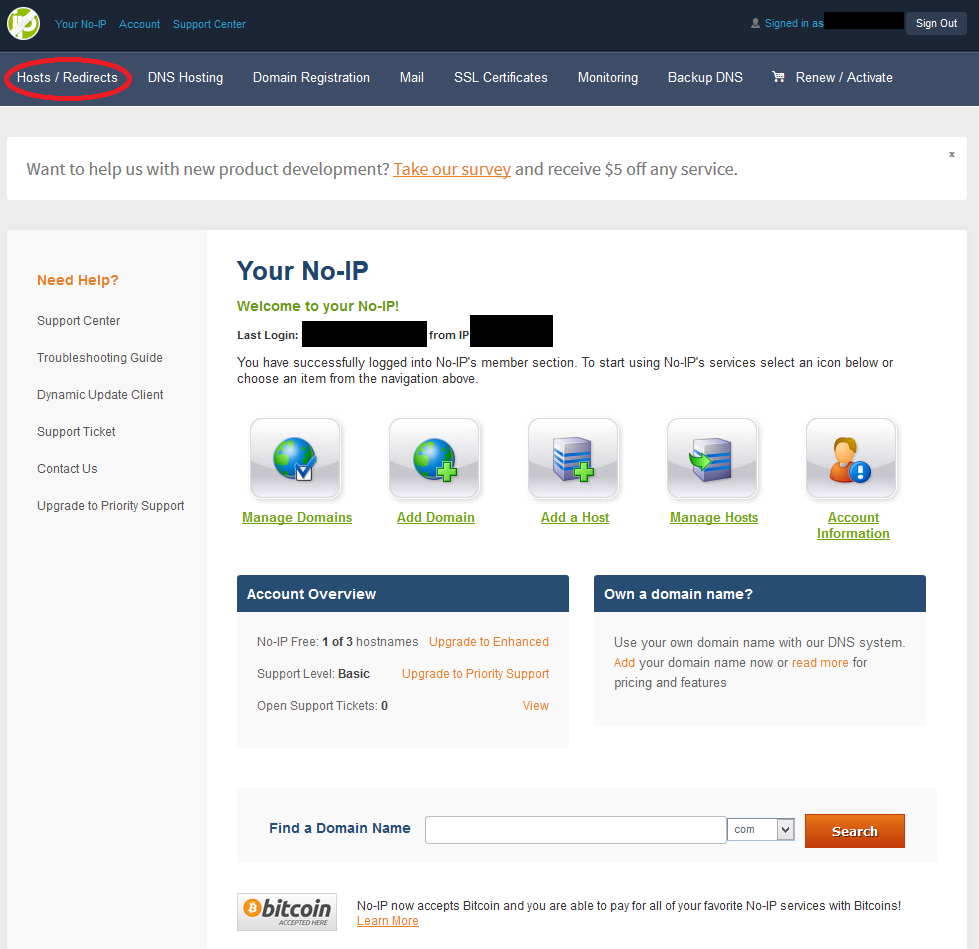 Your No-IP Account Support Center
Signed in as
Sign Out
Hosts / Redirects DNS Hosting Domain Registration Mail SSL Certificates Monitoring Backup DNS Renew / Activate
Want to help us with new product development? Take our survey and receive $5 off any service.
x
Need Help?
Support Center
Troubleshooting Guide
Dynamic Update Client
Support Ticket
Contact Us
Upgrade to Priority Support
Your No-IP
Welcome to your No-IP!
Last Login: from IP
You have successfully logged into No-IP's member section. To start using No-IP's services select an icon below or
choose an item from the navigation above.
Manage Domains
Add Domain
Add a Host
Manage Hosts
Account
Information
Account Overview
No-IP Free: 1 of 3 hostnames Upgrade to Enhanced
Support Level: Basic Upgrade to Priority Support
Open Support Tickets: 0 View
Own a domain name?
Use your own domain name with our DNS system.
Add your domain name now or read more for
pricing and features
Find a Domain Name com Search
bitcoin
ACCEPTED HERE
No-IP now accepts Bitcoin and you are able to pay for all of your favorite No-IP services with Bitcoins!
Learn More